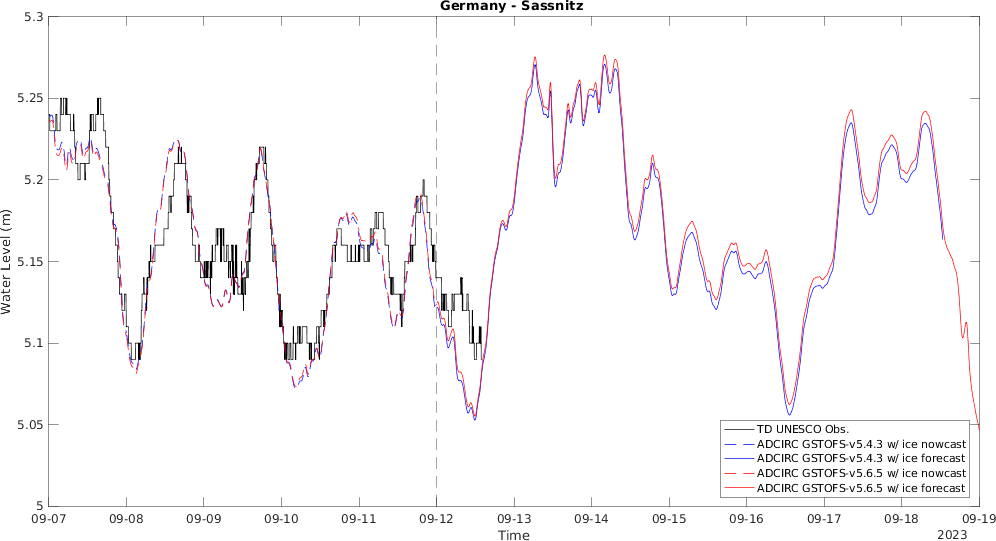 Germany - Sassnitz
5.3
5.25
5.2
5.15
5.1
5.05
5
Water Level (m)
09-07
09-08
09-09
09-10
09-11
09-12
09-13
09-14
09-15
09-16
09-17
09-18
09-19
Time
2023
TD UNESCO Obs.
ADCIRC GSTOFS-v5.4.3 w/ ice nowcast
ADCIRC GSTOFS-v5.4.3 w/ ice forecast
ADCIRC GSTOFS-v5.6.5 w/ ice nowcast
ADCIRC GSTOFS-v5.6.5 w/ ice forecast